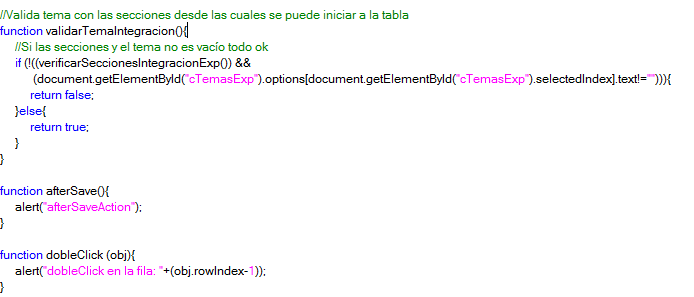 //Valida tema con las secciones desde las cuales se puede iniciar a la tabla
function validarTemaIntegracion(){
//Si las secciones y el tema no es vacío todo ok
if (!((verificarSeccionesIntegracionExp()) &&
(document.getElementById("cTemasExp").options[document.getElementById("cTemasExp").selectedIndex].text!=""))){
return false;
}else{
return true;
}
}
function afterSave(){
alert("afterSaveAction");
}
function dobleClick (obj){
alert("dobleClick en la fila: "+(obj.rowIndex-1));
}